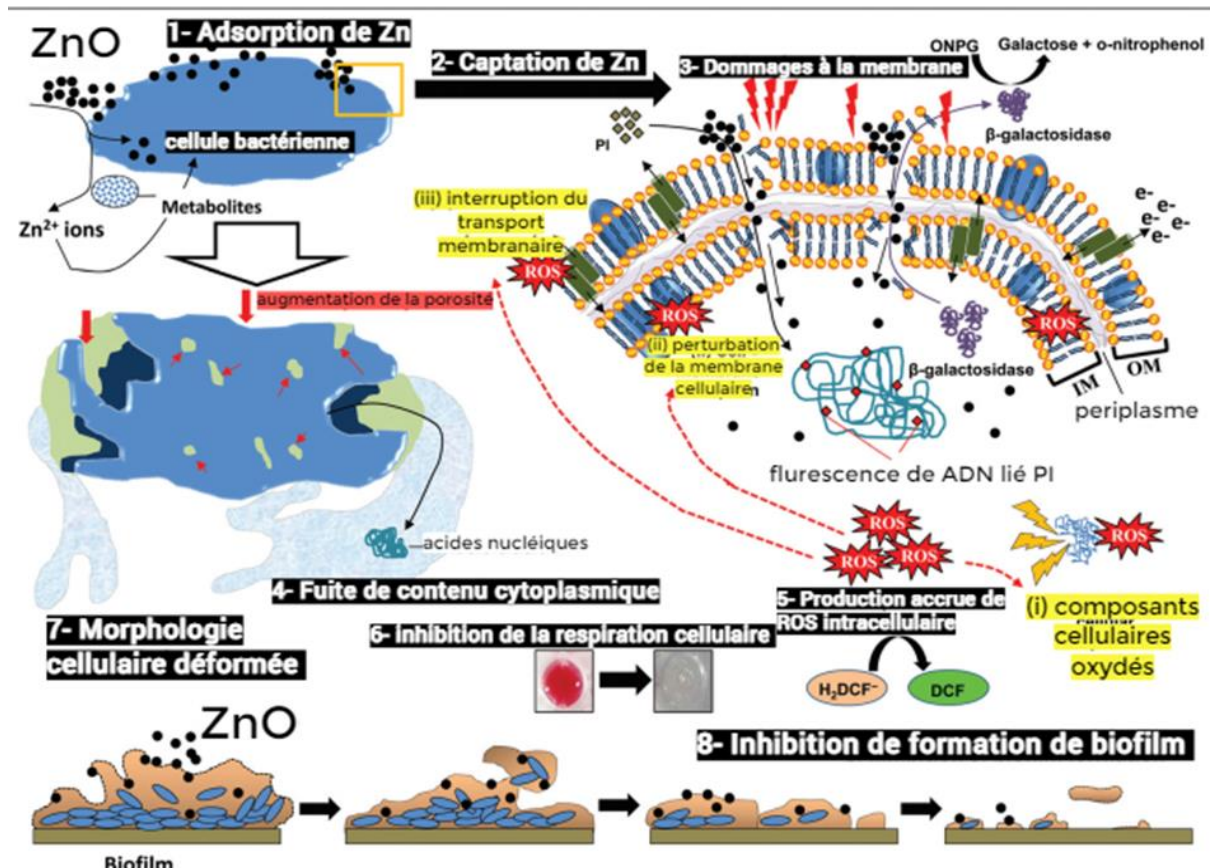 ZnO
1- Adsorption de Zn
cellule bactérienne
Metabolites
Zn²⁺ ions
2- Captation de Zn
3- Dommages à la membrane
ONPG
Galactose + o-nitrophenol
β-galactosidase
PI
(iii) interruption du
transport
membranaire
ROS
augmentation de la porosité
ROS
(ii) perturbation
de la membrane
cellulaire
β-galactosidase
ROS
e-
e-
e-
e-
IM
OM
periplasme
flurescence de ADN lié PI
acides nucléiques
4- Fuite de contenu cytoplasmique
ROS
ROS
ROS
ROS
5- Production accrue de
ROS intracellulaire
(i) composants
cellulaires
oxydés
H₂DCF⁻
DCF
6- inhibition de la respiration cellulaire
7- Morphologie
cellulaire déformée
ZnO
8- Inhibition de formation de biofilm
Biofilm